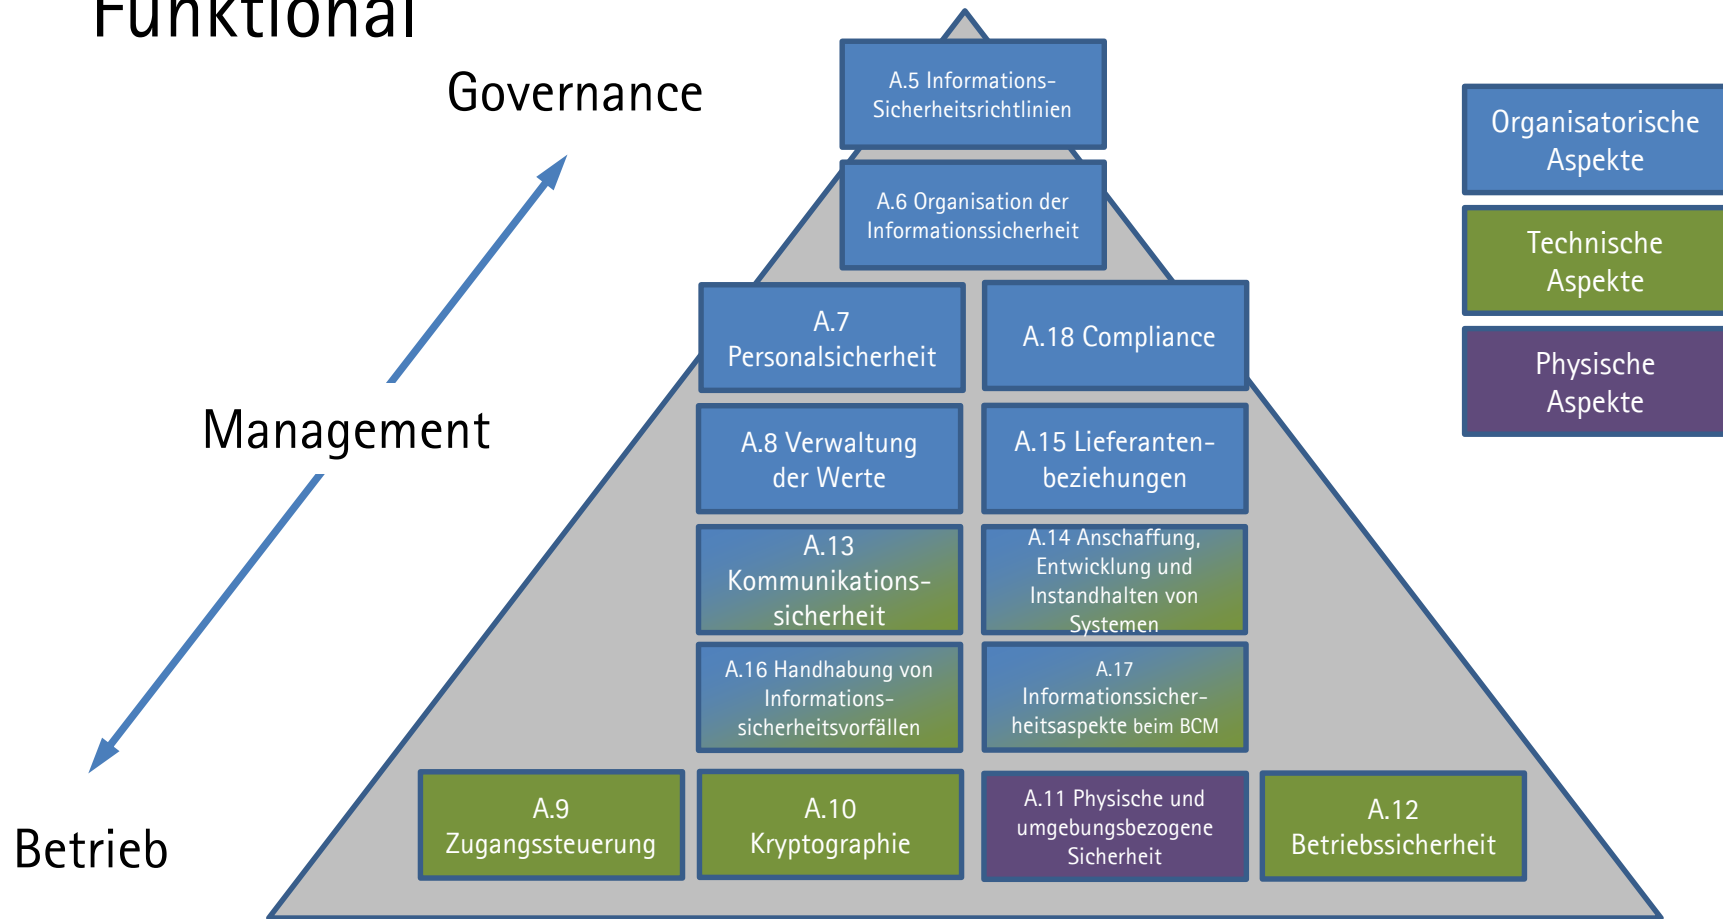 Funktional
Governance
Management
Betrieb
A.5 Informations-
Sicherheitsrichtlinien
A.6 Organisation der
Informationssicherheit
A.7
Personalsicherheit
A.18 Compliance
A.8 Verwaltung
der Werte
A.15 Lieferanten-
beziehungen
A.13
Kommunikations-
sicherheit
A.14 Anschaffung,
Entwicklung und
Instandhalten von
Systemen
A.16 Handhabung von
Informations-
sicherheitsvorfällen
A.17
Informationssicher-
heitsaspekte beim BCM
A.9
Zugangssteuerung
A.10
Kryptographie
A.11 Physische und
umgebungsbezogene
Sicherheit
A.12
Betriebssicherheit
Organisatorische
Aspekte
Technische
Aspekte
Physische
Aspekte